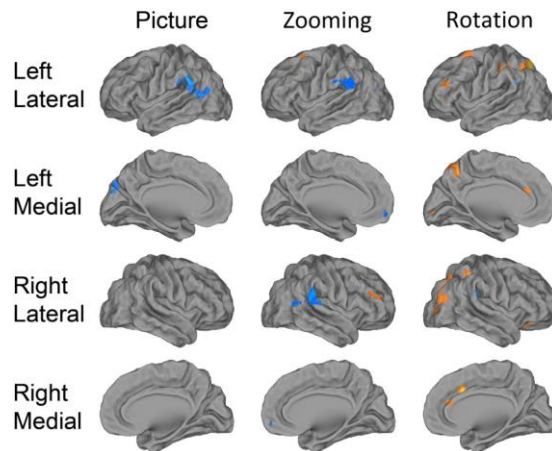 Picture Zooming Rotation
Left
Lateral
Left
Medial
Right
Lateral
Right
Medial